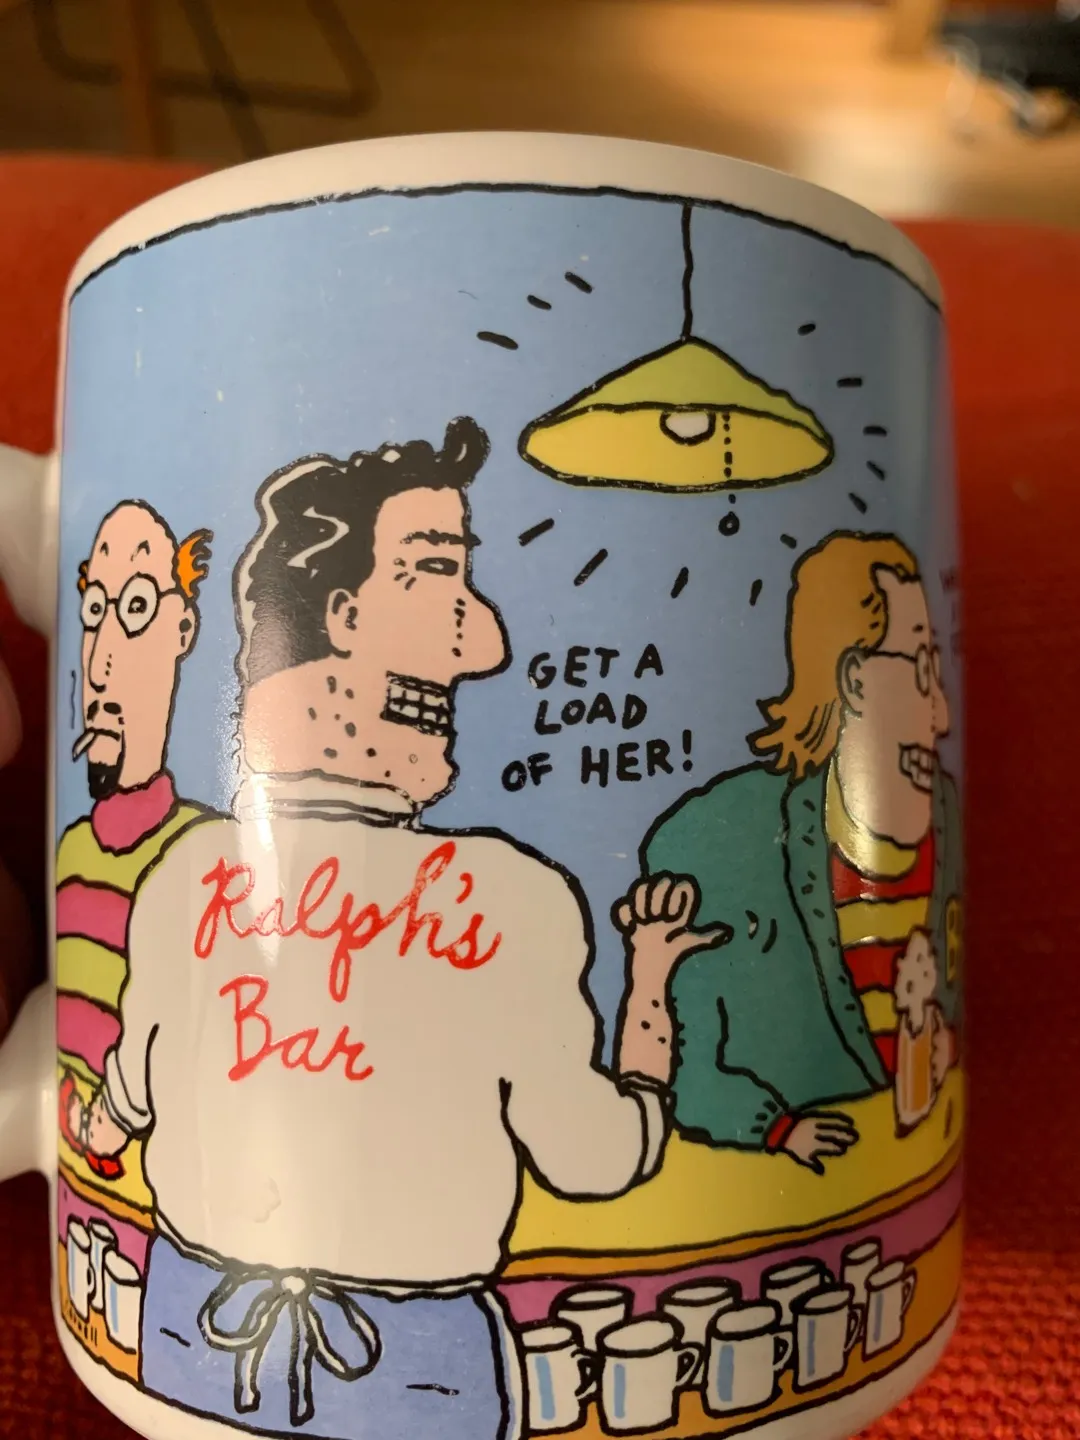 GET A
LOAD
OF HER!
Ralph's
Bar